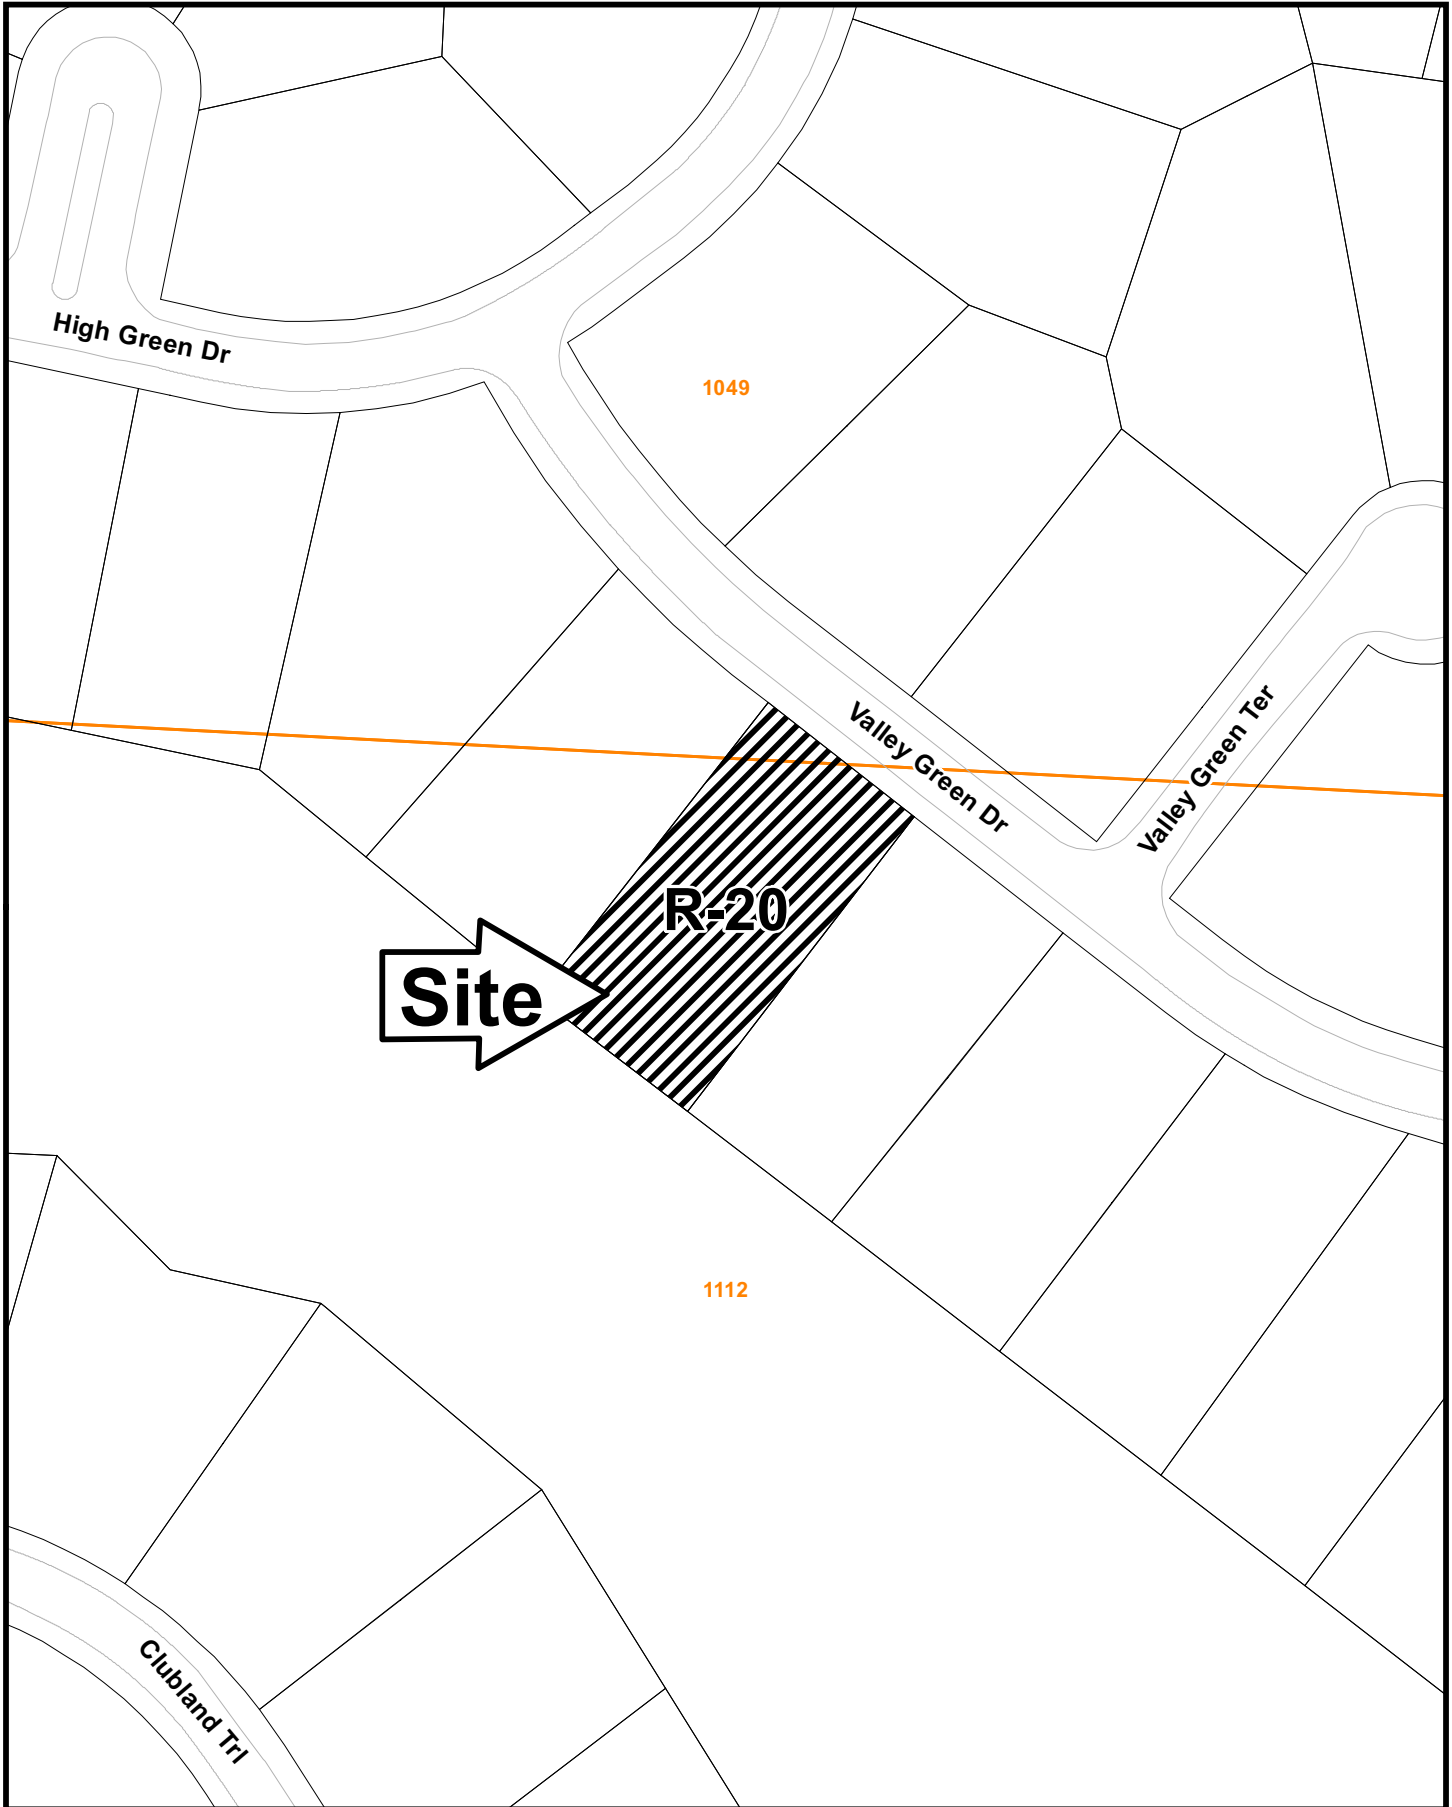 High Green Dr
1049
Valley Green Dr
Valley Green Ter
R-20
Site
1112
Clubland Trl